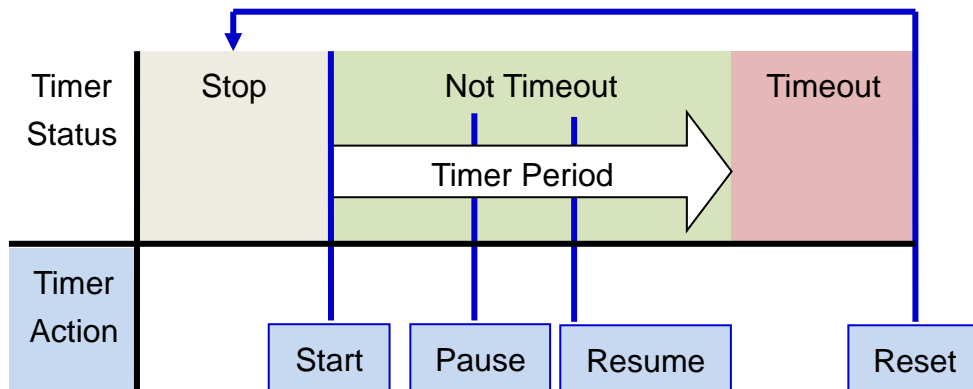 Timer
Status
Stop
Not Timeout
Timeout
Timer Period
Timer
Action
Start
Pause
Resume
Reset